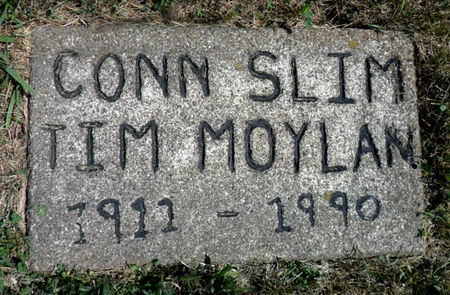 CONN SLIM
TIM MOYLAN
1911 - 1990